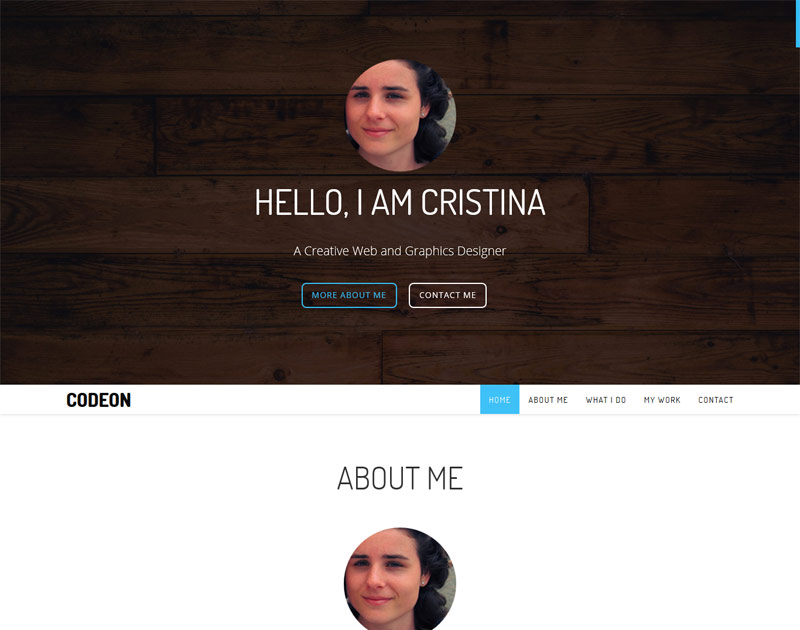 HELLO, I AM CRISTINA
A Creative Web and Graphics Designer
MORE ABOUT ME CONTACT ME
CODEON HOME ABOUT ME WHAT I DO MY WORK CONTACT
ABOUT ME